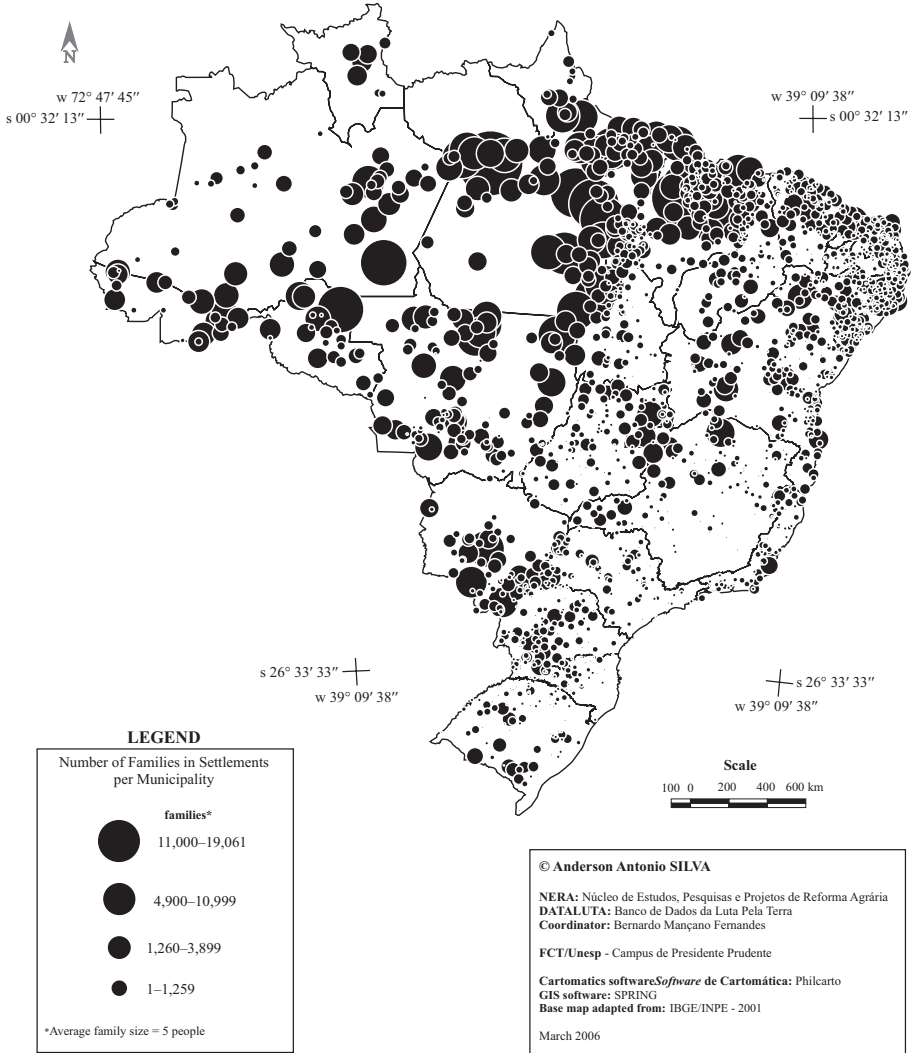 N
w 72° 47′ 45″
s 00° 32′ 13″
w 39° 09′ 38″
s 00° 32′ 13″
s 26° 33′ 33″
w 39° 09′ 38″
s 26° 33′ 33″
w 39° 09′ 38″
LEGEND
Number of Families in Settlements
per Municipality
families*
11,000–19,061
4,900–10,999
1,260–3,899
1–1,259
*Average family size = 5 people
Scale
100 0 200 400 600 km
© Anderson Antonio SILVA
NERA: Núcleo de Estudos, Pesquisas e Projetos de Reforma Agrária
DATALUTA: Banco de Dados da Luta Pela Terra
Coordinator: Bernardo Mançano Fernandes
FCT/Unesp - Campus de Presidente Prudente
Cartomatics softwareSoftware de Cartomática: Philcarto
GIS software: SPRING
Base map adapted from: IBGE/INPE - 2001
March 2006